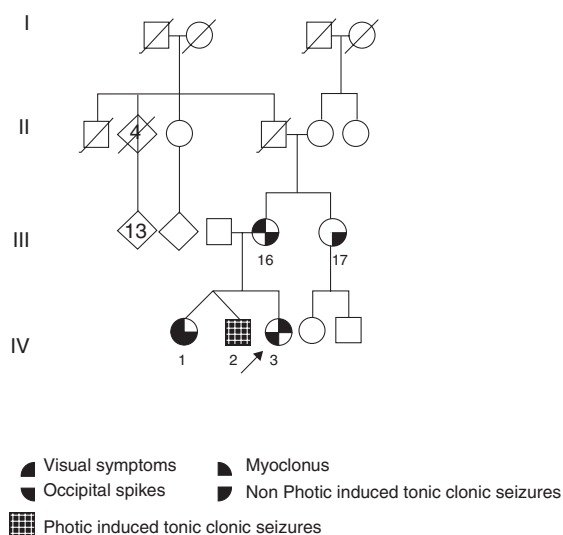 I
II
4
III
13
16
17
IV
1
2
3
Visual symptoms
Myoclonus
Occipital spikes
Non Photic induced tonic clonic seizures
Photic induced tonic clonic seizures